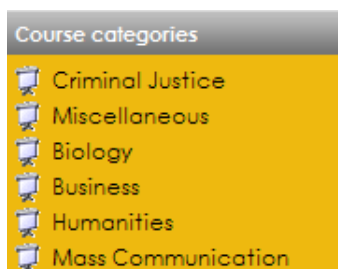 Course categories
Criminal Justice
Miscellaneous
Biology
Business
Humanities
Mass Communication